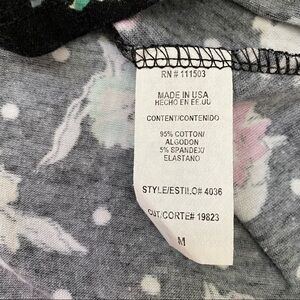 RN # 111503
MADE IN USA
HECHO EN EE.UU
CONTENT/CONTENIDO
95% COTTON/
ALGODON
5% SPANDEX/
ELASTANO
STYLE/ESTILO# 4036
CUT/CORTE# 19823
M